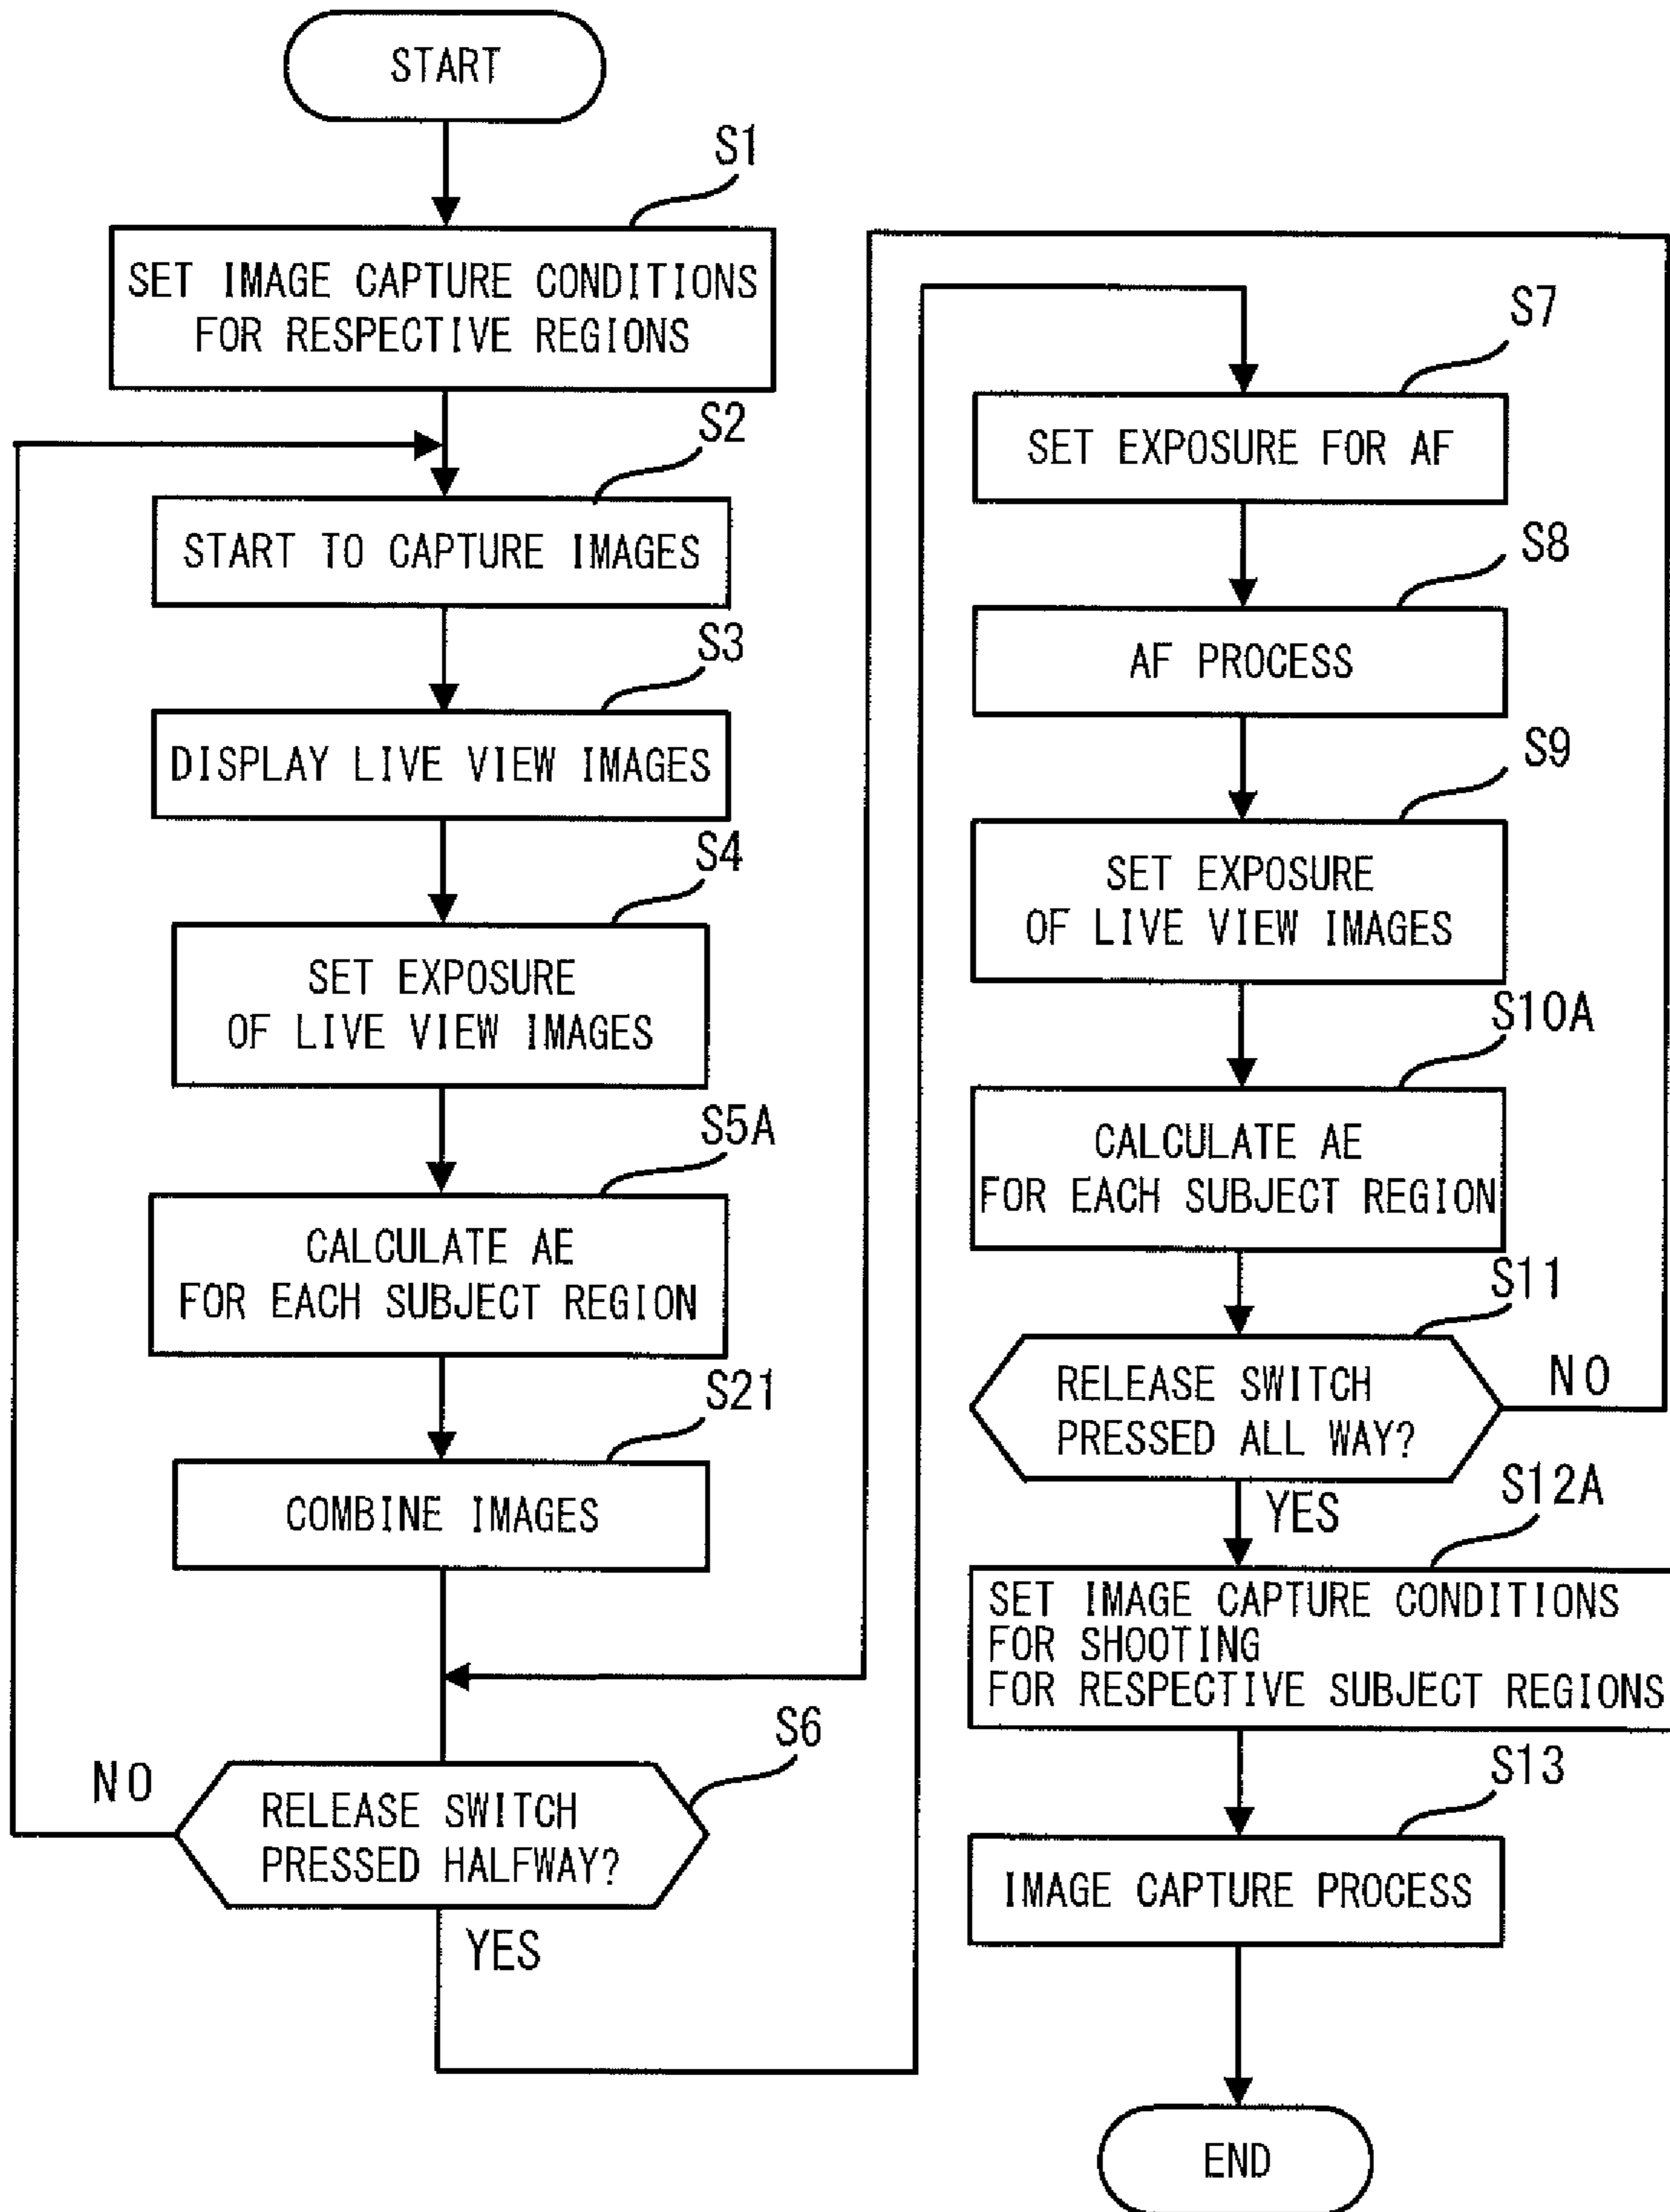 START
S1
SET IMAGE CAPTURE CONDITIONS
FOR RESPECTIVE REGIONS
S2
START TO CAPTURE IMAGES
S3
DISPLAY LIVE VIEW IMAGES
S4
SET EXPOSURE
OF LIVE VIEW IMAGES
S5A
CALCULATE AE
FOR EACH SUBJECT REGION
S21
COMBINE IMAGES
S6
NO
RELEASE SWITCH
PRESSED HALFWAY?
YES
S7
SET EXPOSURE FOR AF
S8
AF PROCESS
S9
SET EXPOSURE
OF LIVE VIEW IMAGES
S10A
CALCULATE AE
FOR EACH SUBJECT REGION
S11
RELEASE SWITCH
PRESSED ALL WAY?
NO
YES
S12A
SET IMAGE CAPTURE CONDITIONS
FOR SHOOTING
FOR RESPECTIVE SUBJECT REGIONS
S13
IMAGE CAPTURE PROCESS
END